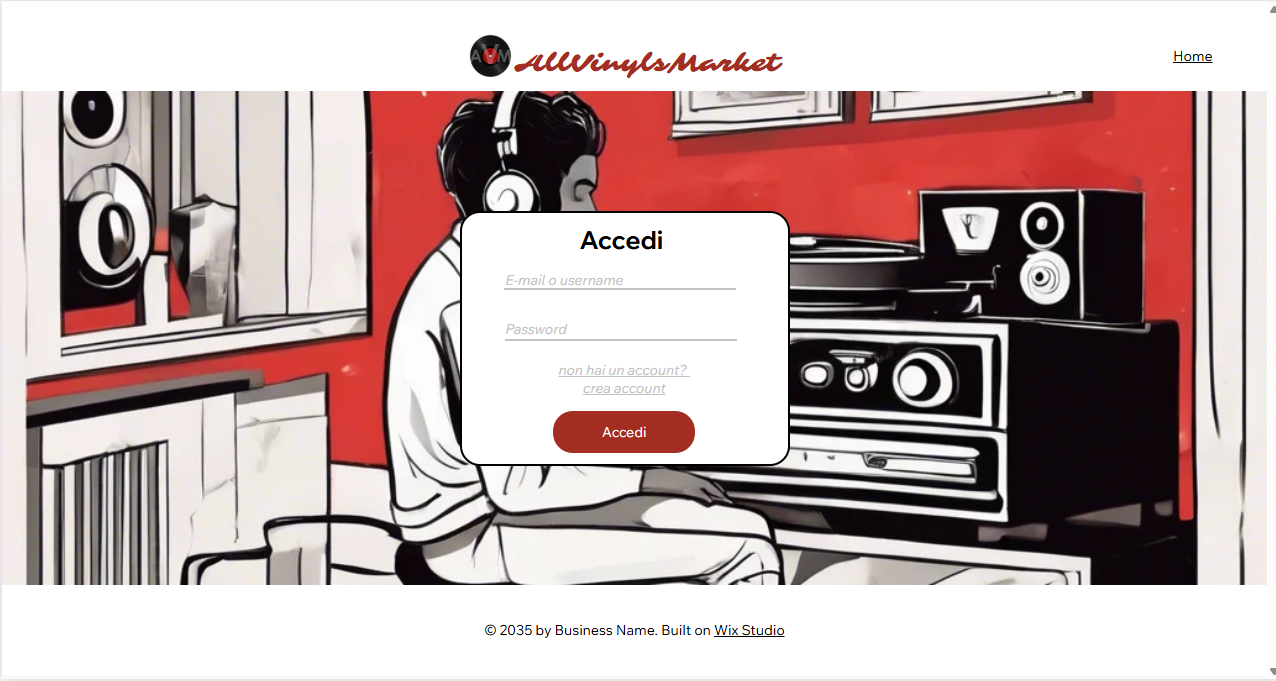 AVM AllVinylsMarket
Home
Accedi
E-mail o username
Password
non hai un account?
crea account
Accedi
© 2035 by Business Name. Built on Wix Studio